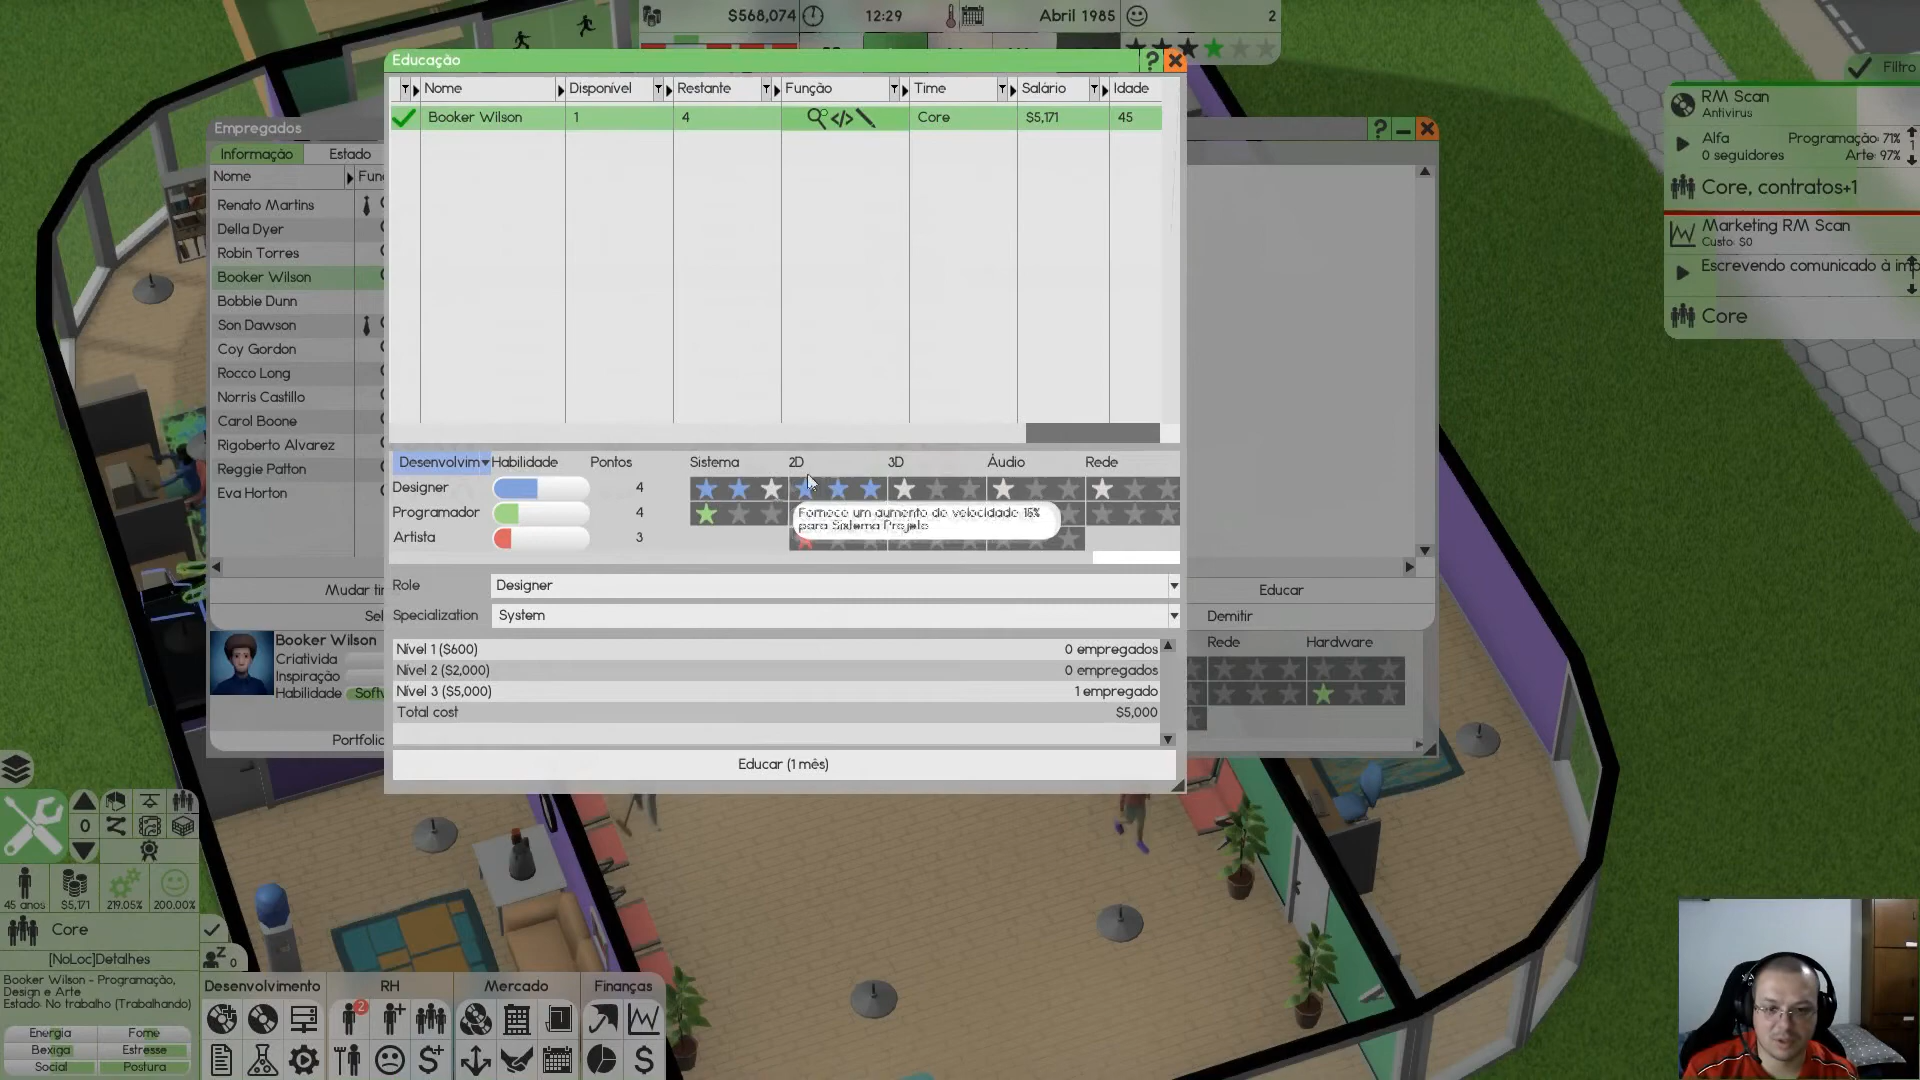 $568,074
12:29
Abril 1985
2
Educação
?
Nome
Disponível
Restante
Função
Time
Salário
Idade
Booker Wilson
1
4
Core
$5,171
45
Empregados
Informação
Estado
Nome
Renato Martins
Della Dyer
Robin Torres
Booker Wilson
Bobbie Dunn
Son Dawson
Coy Gordon
Rocco Long
Norris Castillo
Carol Boone
Rigoberto Alvarez
Reggie Patton
Eva Horton
Filtro
RM Scan
Antivirus
Alfa
Programação: 71%
1
0 seguidores
Arte: 97%
Core, contratos+1
Marketing RM Scan
Custo: $0
Escrevendo comunicado à
Core
Habilidade
Pontos
Sistema
2D
3D
Áudio
Rede
Designer
4
Programador
4
Artista
3
Fornece um aumento de velocidade 15%
para Sistema Projeto
Role
Designer
Specialization
System
Nível 1 ($600)
0 empregados
Nível 2 ($2,000)
0 empregados
Nível 3 ($5,000)
1 empregado
Total cost
$5,000
Educar (1 mês)
Educar
Demitir
Rede
Hardware
Booker Wilson
Inspiração
Habilidade
0
45 anos
$5,171
219.05%
200.00%
Core
[NoLoc]Detalhes
0
Booker Wilson - Programação,
Design e Arte
Estado: No trabalho (Trabalhando)
Energia
Fome
Bexiga
Estresse
Social
Postura
Desenvolvimento
RH
Mercado
Finanças
2